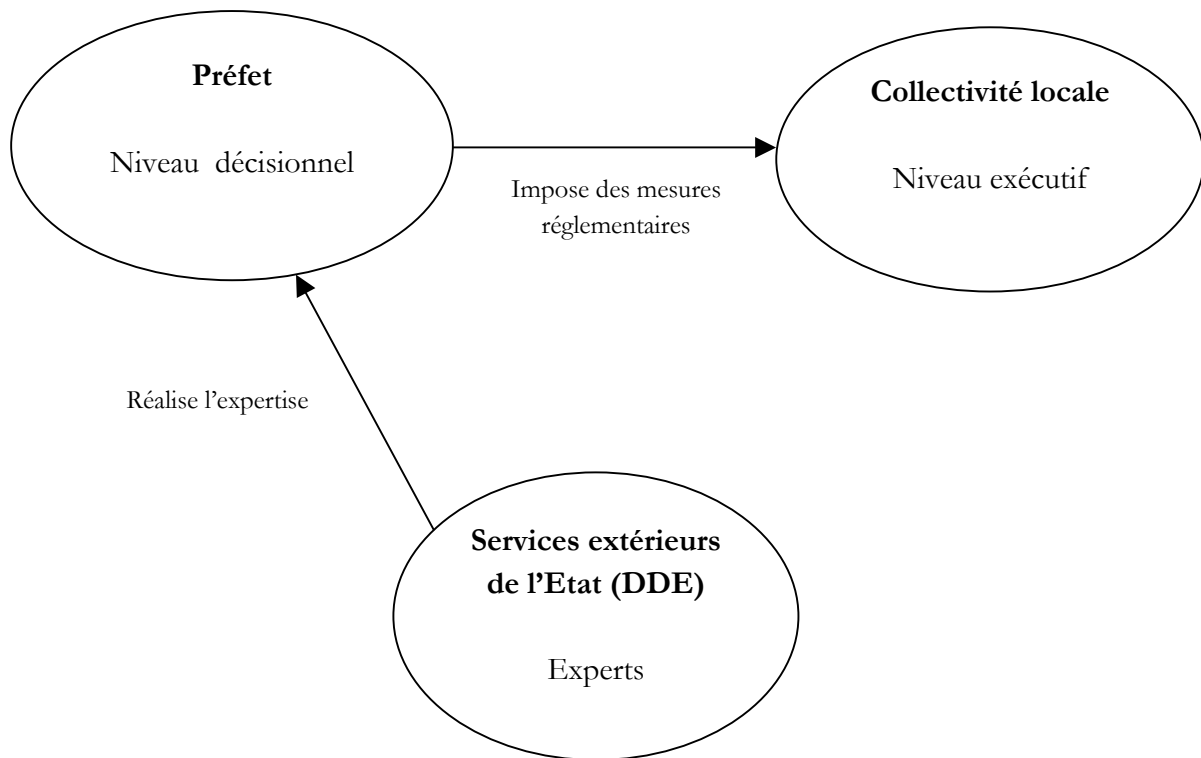 Préfet
Niveau décisionnel
Collectivité locale
Niveau exécutif
Impose des mesures
réglementaires
Réalise l’expertise
Services extérieurs
de l’Etat (DDE)
Experts